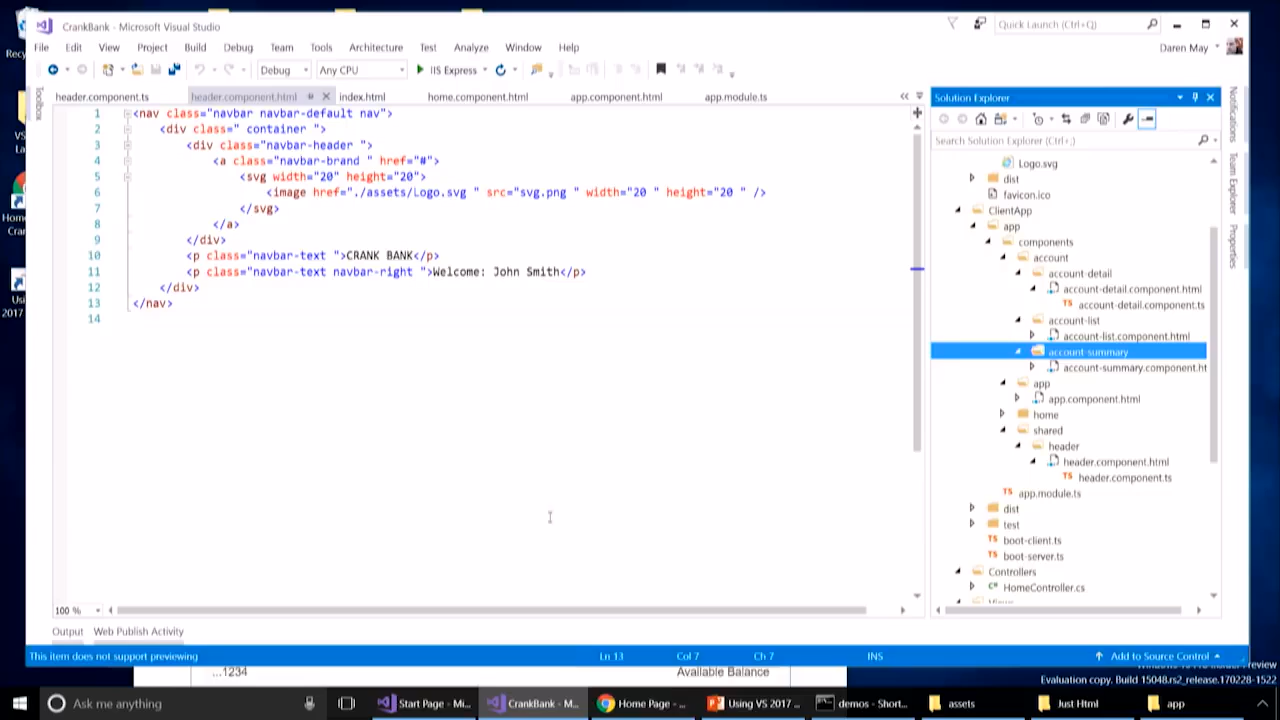 CrankBank - Microsoft Visual Studio
Quick Launch (Ctrl+Q)
File Edit View Project Build Debug Team Tools Architecture Test Analyze Window Help
Daren May
Debug Any CPU IIS Express
header.component.ts header.component.html index.html home.component.html app.component.html app.module.ts
Toolbox
1 <nav class="navbar navbar-default nav">
2 <div class=" container ">
3 <div class="navbar-header ">
4 <a class="navbar-brand " href="#">
5 <svg width="20" height="20">
6 <image href="./assets/Logo.svg " src="svg.png " width="20 " height="20 " />
7 </svg>
8 </a>
9 </div>
10 <p class="navbar-text ">CRANK BANK</p>
11 <p class="navbar-text navbar-right ">Welcome: John Smith</p>
12 </div>
13 </nav>
14
100 %
Output Web Publish Activity
This item does not support previewing Ln 13 Col 7 Ch 7 INS Add to Source Control
Solution Explorer
Search Solution Explorer (Ctrl+;)
Logo.svg
dist
favicon.ico
ClientApp
app
components
account
account-detail
account-detail.component.html
account-detail.component.ts
account-list
account-list.component.html
account-summary
account-summary.component.ht
app
app.component.html
home
shared
header
header.component.html
header.component.ts
app.module.ts
dist
test
boot-client.ts
boot-server.ts
Controllers
HomeController.cs
Notifications
Team Explorer
Properties
...1234 Available Balance
Evaluation copy. Build 15048.rs2_release.170228-1522
Ask me anything
Start Page - Mi...
CrankBank - M...
Home Page - ...
Using VS 2017 ...
demos - Short...
assets
Just Html
app